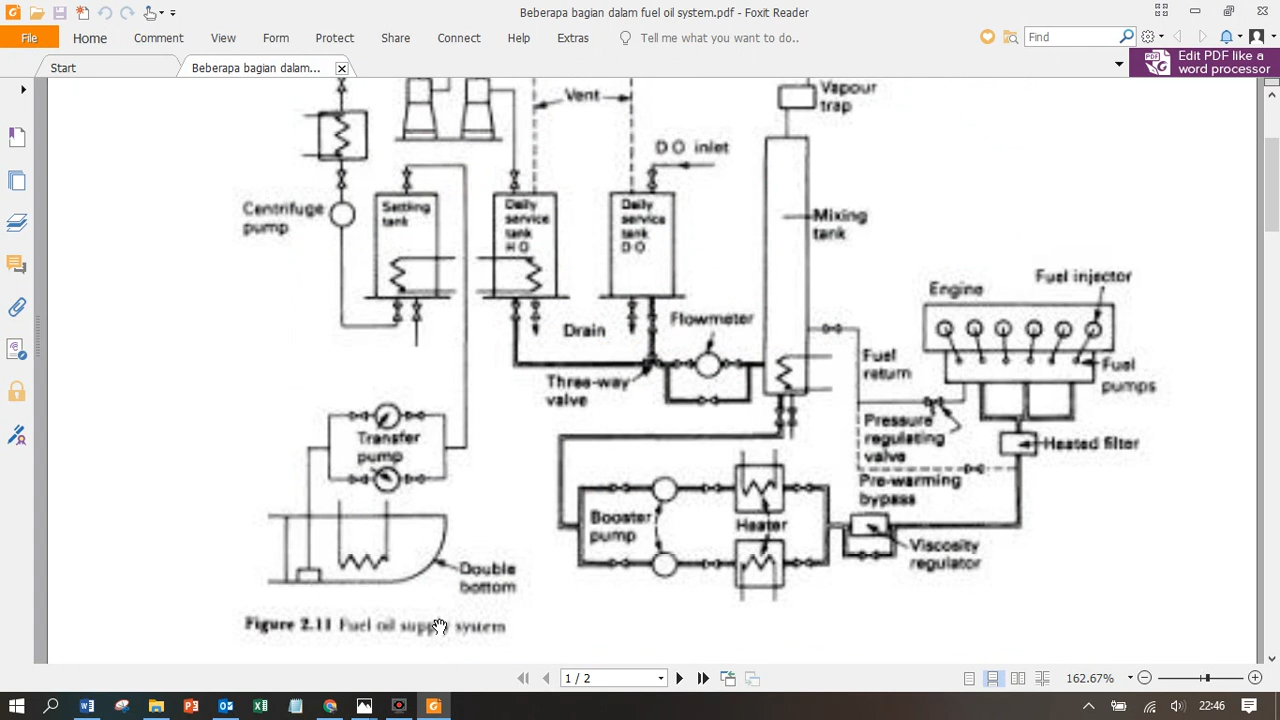 Beberapa bagian dalam fuel oil system.pdf - Foxit Reader
File
Home
Comment
View
Form
Protect
Share
Connect
Help
Extras
Tell me what you want to do..
Find
Start
Beberapa bagian dalam...
Edit PDF like a
word processor
Vapour
trap
Vent
D O inlet
Centrifuge
pump
Settling
tank
Daily
service
tank
H O
Daily
service
tank
D O
Mixing
tank
Fuel injector
Engine
Drain
Flowmeter
Three-way
valve
Fuel
return
Fuel
pumps
Pressure
regulating
valve
Heated filter
Transfer
pump
Pre-warming
bypass
Booster
pump
Heater
Viscosity
regulator
Double
bottom
Figure 2.11 Fuel oil supply system
1 / 2
162.67%
22:46